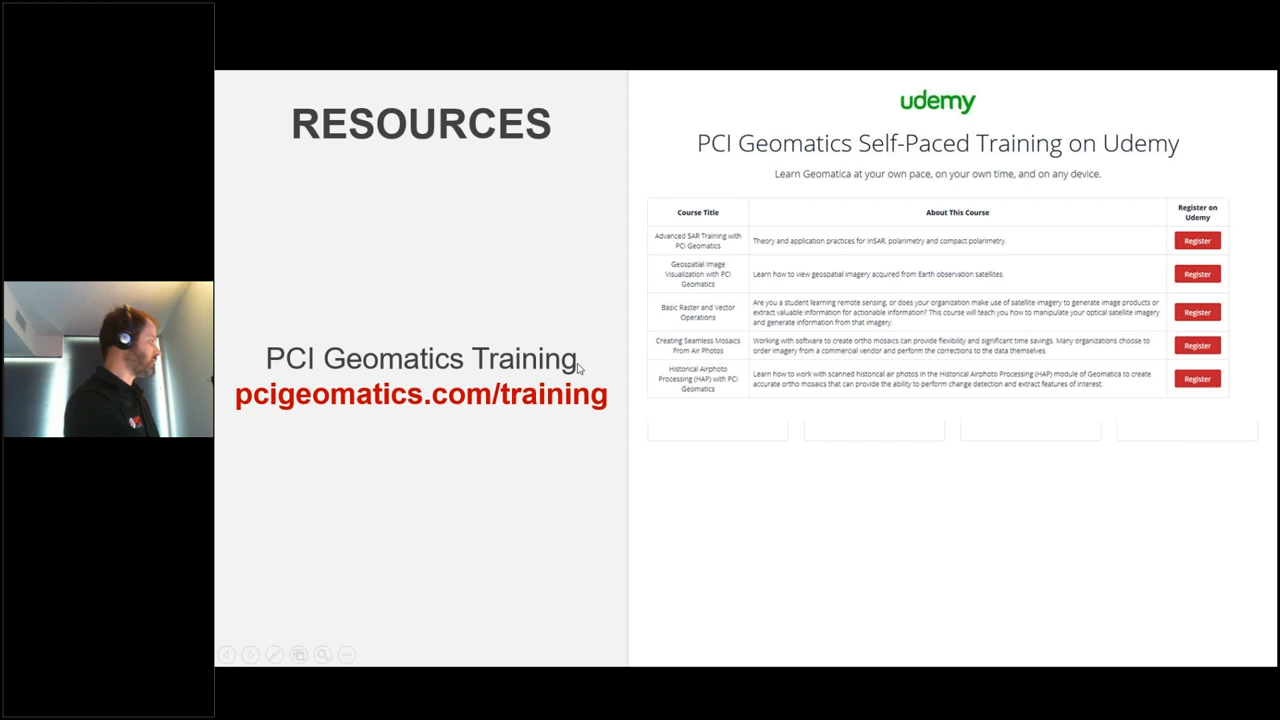 RESOURCES
PCI Geomatics Training
pcigeomatics.com/training
udemy
PCI Geomatics Self-Paced Training on Udemy
Learn Geomatica at your own pace, on your own time, and on any device.
Course Title
About This Course
Register on
Udemy
Advanced SAR Training with
PCI Geomatics
Theory and application practices for InSAR, polarimetry and compact polarimetry.
Register
Geospatial Image
Visualization with PCI
Geomatics
Learn how to view geospatial imagery acquired from Earth observation satellites.
Register
Basic Raster and Vector
Operations
Are you a student learning remote sensing, or does your organization make use of satellite imagery to generate image products or
extract valuable information for actionable information? This course will teach you how to manipulate your optical satellite imagery
and generate information from that imagery.
Register
Creating Seamless Mosaics
From Air Photos
Working with software to create ortho mosaics can provide flexibility and significant time savings. Many organizations choose to
order imagery from a commercial vendor and perform the corrections to the data themselves.
Register
Historical Airphoto
Processing (HAP) with PCI
Geomatics
Learn how to work with scanned historical air photos in the Historical Airphoto Processing (HAP) module of Geomatica to create
accurate ortho mosaics that can provide the ability to perform change detection and extract features of interest.
Register